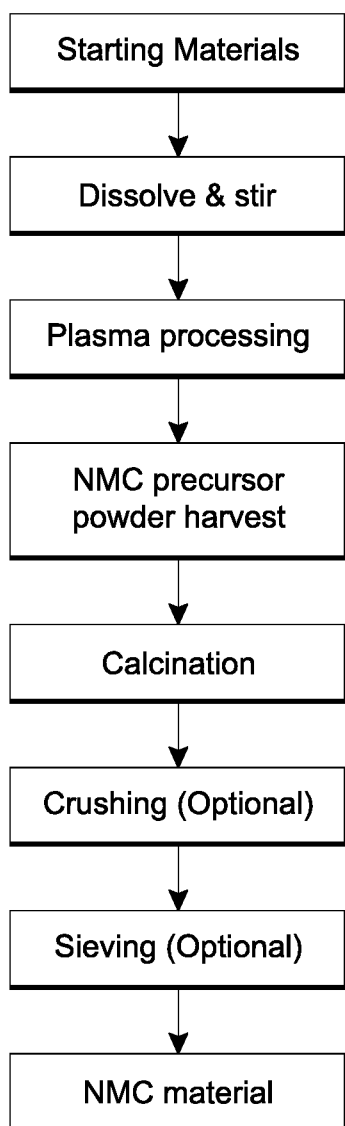 Starting Materials
Dissolve & stir
Plasma processing
NMC precursor
powder harvest
Calcination
Crushing (Optional)
Sieving (Optional)
NMC material